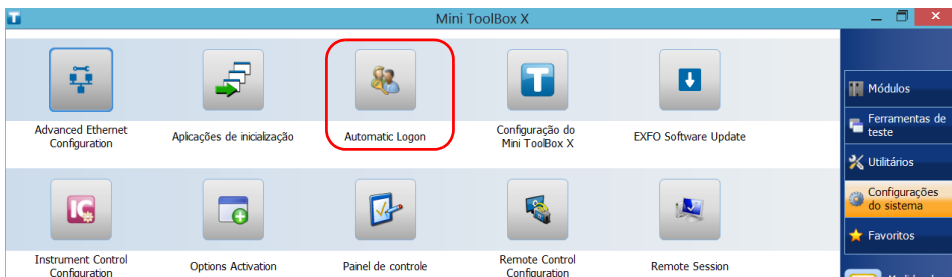 Mini ToolBox X
Advanced Ethernet
Configuration
Aplicações de inicialização
Automatic Logon
Configuração do
Mini ToolBox X
EXFO Software Update
Instrument Control
Configuration
Options Activation
Painel de controle
Remote Control
Configuration
Remote Session
Módulos
Ferramentas de
teste
Utilitários
Configurações
do sistema
Favoritos